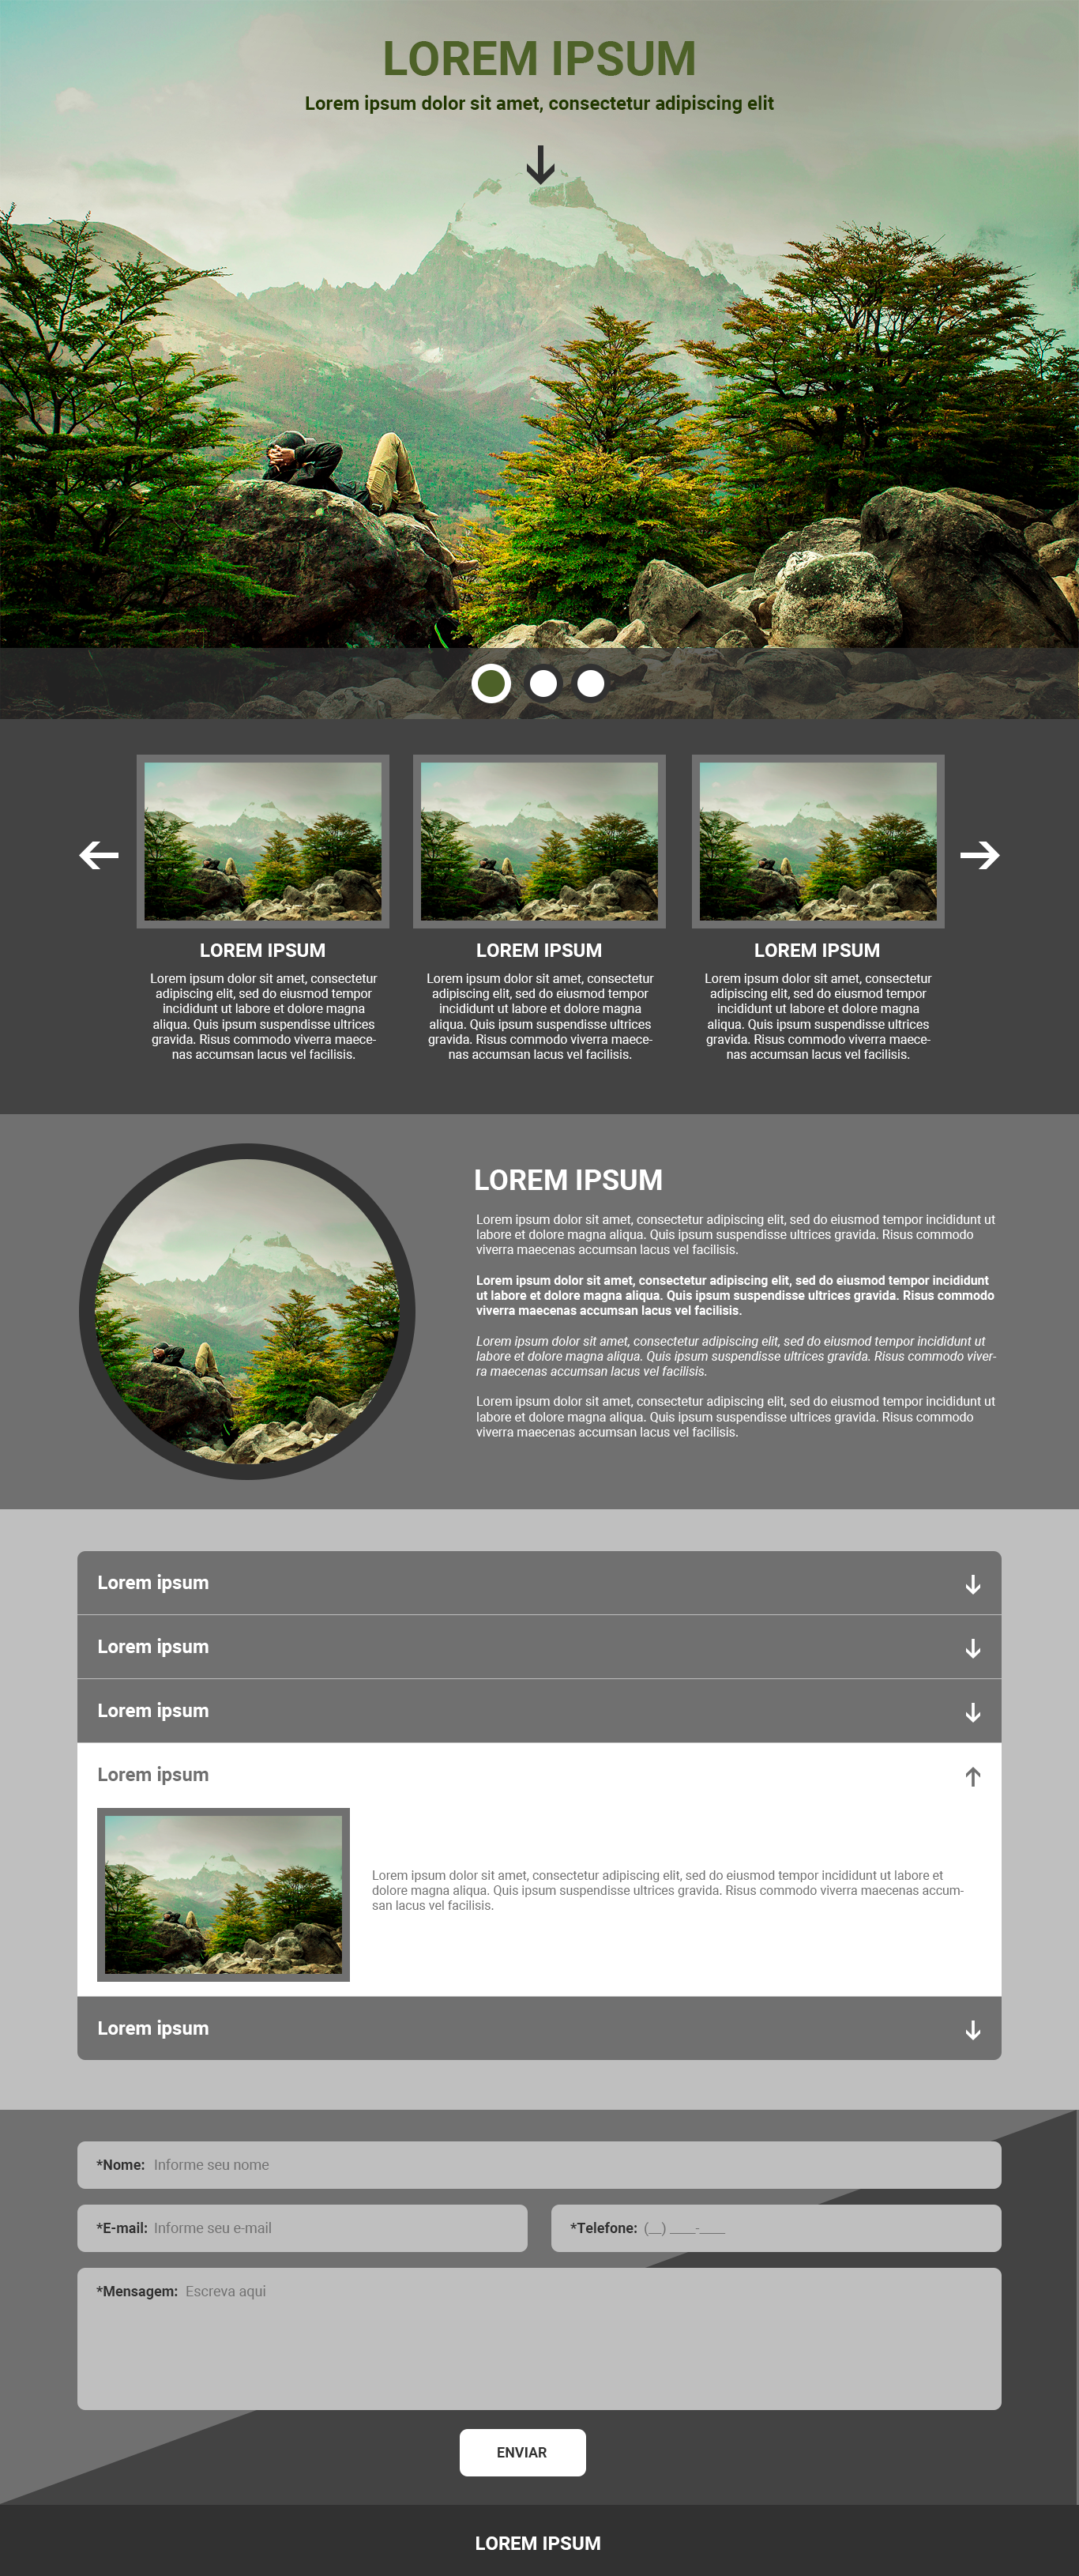 LOREM IPSUM
Lorem ipsum dolor sit amet, consectetur adipiscing elit
LOREM IPSUM
Lorem ipsum dolor sit amet, consectetur
adipiscing elit, sed do eiusmod tempor
incididunt ut labore et dolore magna
aliqua. Quis ipsum suspendisse ultrices
gravida. Risus commodo viverra maece-
nas accumsan lacus vel facilisis.
LOREM IPSUM
Lorem ipsum dolor sit amet, consectetur
adipiscing elit, sed do eiusmod tempor
incididunt ut labore et dolore magna
aliqua. Quis ipsum suspendisse ultrices
gravida. Risus commodo viverra maece-
nas accumsan lacus vel facilisis.
LOREM IPSUM
Lorem ipsum dolor sit amet, consectetur
adipiscing elit, sed do eiusmod tempor
incididunt ut labore et dolore magna
aliqua. Quis ipsum suspendisse ultrices
gravida. Risus commodo viverra maece-
nas accumsan lacus vel facilisis.
LOREM IPSUM
Lorem ipsum dolor sit amet, consectetur adipiscing elit, sed do eiusmod tempor incididunt ut
labore et dolore magna aliqua. Quis ipsum suspendisse ultrices gravida. Risus commodo
viverra maecenas accumsan lacus vel facilisis.
Lorem ipsum dolor sit amet, consectetur adipiscing elit, sed do eiusmod tempor incididunt
ut labore et dolore magna aliqua. Quis ipsum suspendisse ultrices gravida. Risus commodo
viverra maecenas accumsan lacus vel facilisis.
Lorem ipsum dolor sit amet, consectetur adipiscing elit, sed do eiusmod tempor incididunt ut
labore et dolore magna aliqua. Quis ipsum suspendisse ultrices gravida. Risus commodo viver-
ra maecenas accumsan lacus vel facilisis.
Lorem ipsum dolor sit amet, consectetur adipiscing elit, sed do eiusmod tempor incididunt ut
labore et dolore magna aliqua. Quis ipsum suspendisse ultrices gravida. Risus commodo
viverra maecenas accumsan lacus vel facilisis.
Lorem ipsum
Lorem ipsum
Lorem ipsum
Lorem ipsum
Lorem ipsum dolor sit amet, consectetur adipiscing elit, sed do eiusmod tempor incididunt ut labore et
dolore magna aliqua. Quis ipsum suspendisse ultrices gravida. Risus commodo viverra maecenas accum-
san lacus vel facilisis.
Lorem ipsum
*Nome: Informe seu nome
*E-mail: Informe seu e-mail
*Telefone: (__) ____-____
*Mensagem: Escreva aqui
ENVIAR
LOREM IPSUM